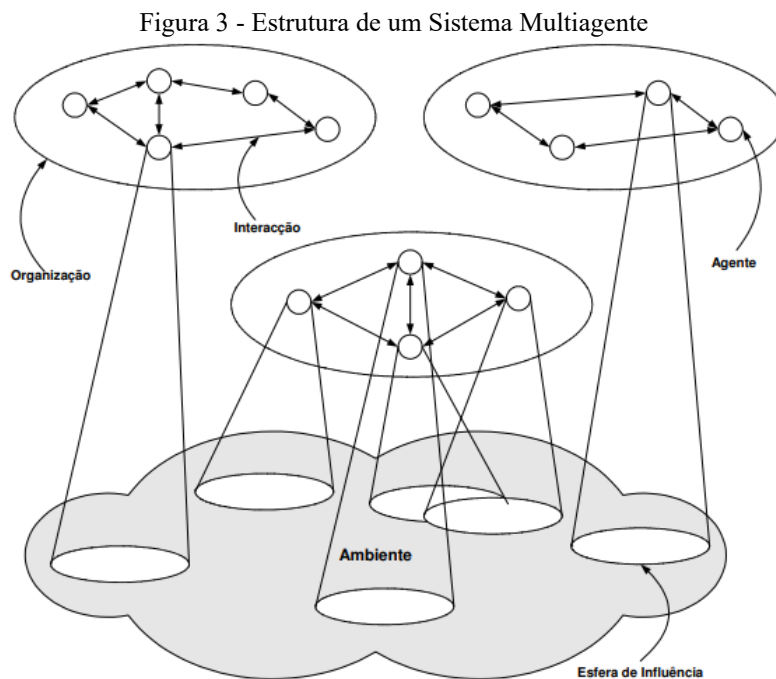 Figura 3 - Estrutura de um Sistema Multiagente
Interacção
Organização
Agente
Ambiente
Esfera de Influência